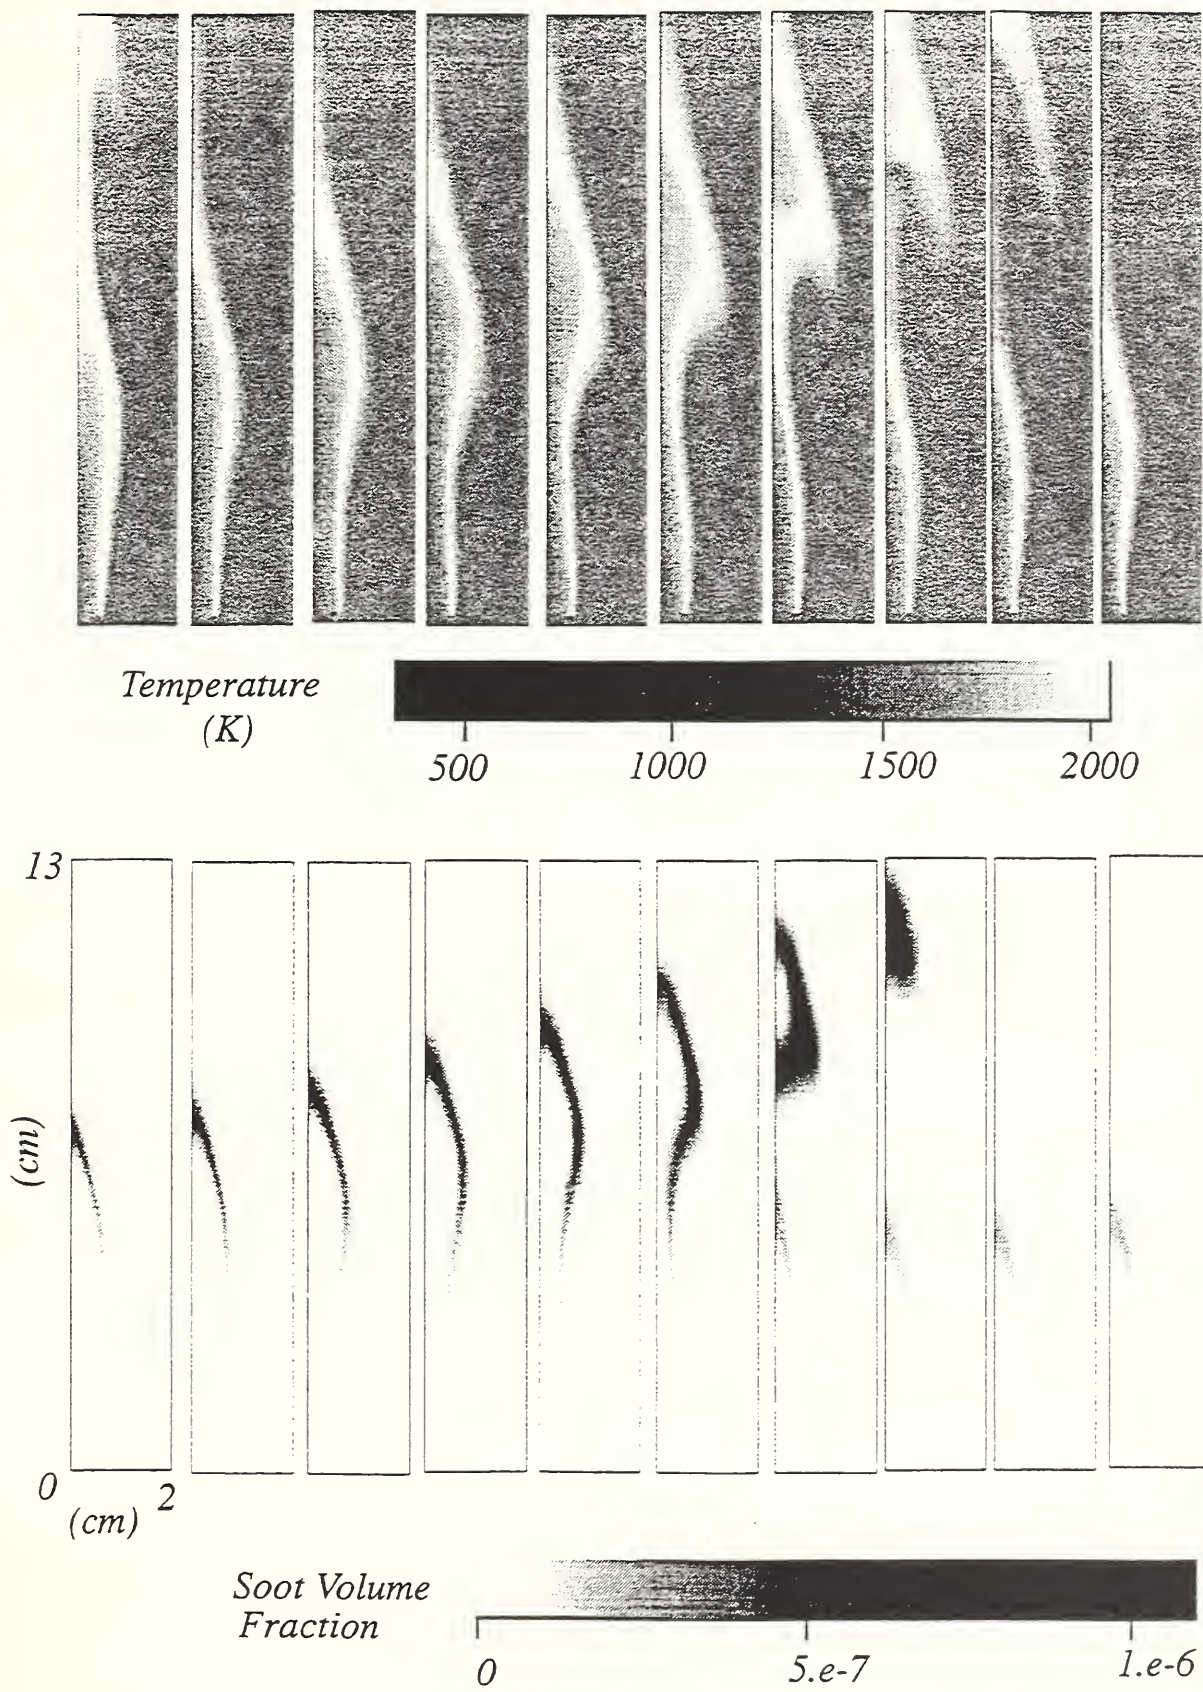 Temperature
(K)
500 1000 1500 2000
13
(cm)
0 2
(cm)
Soot Volume
Fraction
0 5.e-7 1.e-6